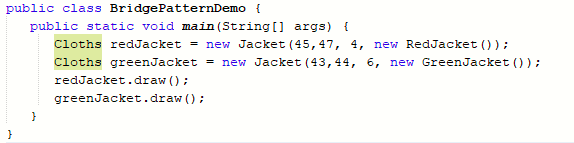 public class BridgePatternDemo {
public static void main(String[] args) {
Cloths redJacket = new Jacket(45,47, 4, new RedJacket());
Cloths greenJacket = new Jacket(43,44, 6, new GreenJacket());
redJacket.draw();
greenJacket.draw();
}
}